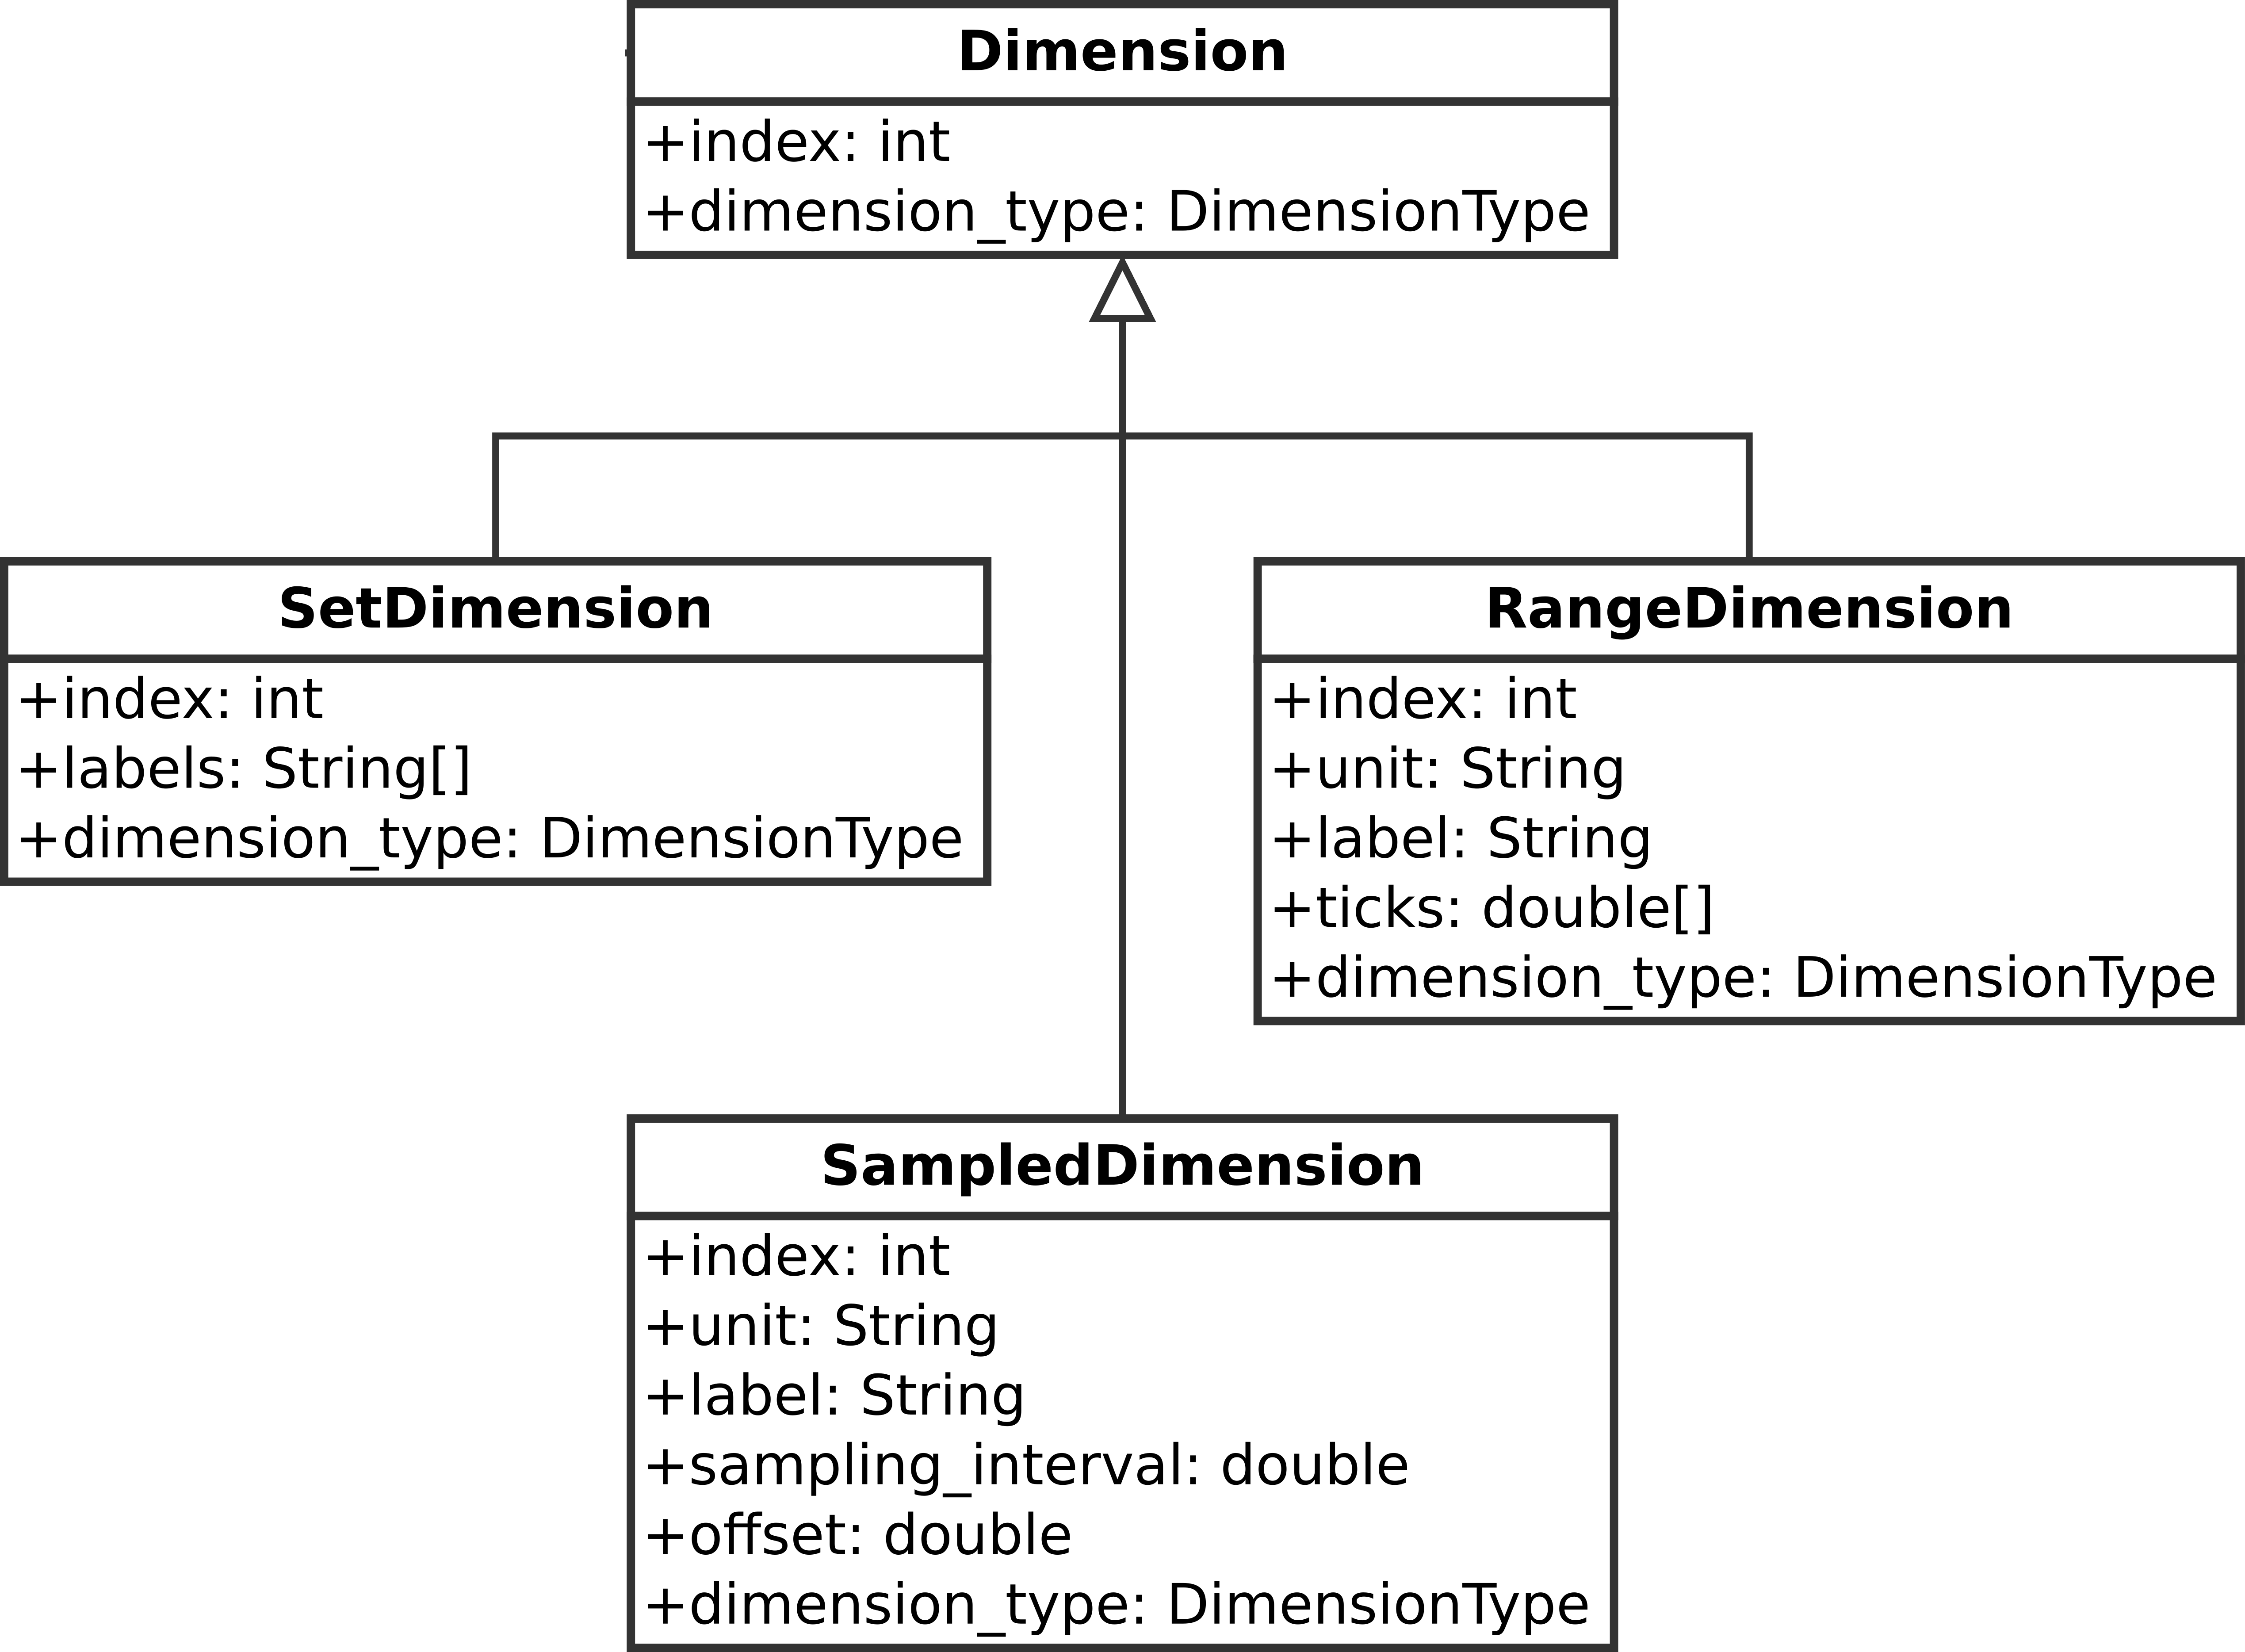 Dimension
+index: int
+dimension_type: DimensionType
SetDimension
+index: int
+labels: String[]
+dimension_type: DimensionType
RangeDimension
+index: int
+unit: String
+label: String
+ticks: double[]
+dimension_type: DimensionType
SampledDimension
+index: int
+unit: String
+label: String
+sampling_interval: double
+offset: double
+dimension_type: DimensionType